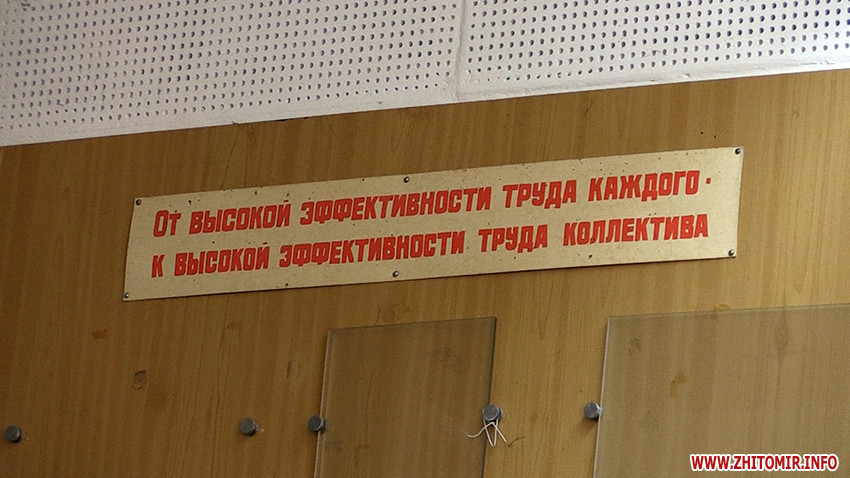 От высокой эффективности труда каждого -
к высокой эффективности труда коллектива
WWW.ZHITOMIR.INFO